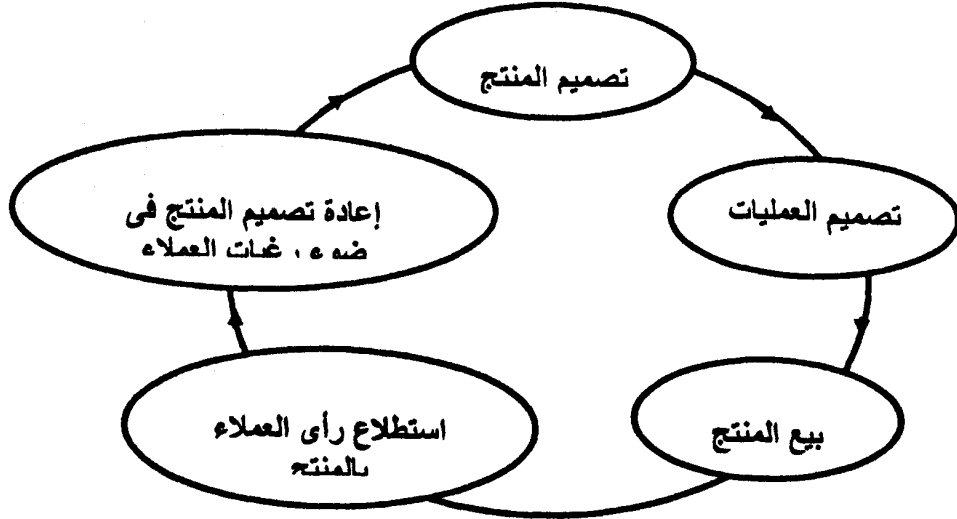 تصميم المنتج
تصميم العمليات
بيع المنتج
استطلاع رأى العملاء
بالمنتج
إعادة تصميم المنتج فى
ضوء رغبات العملاء